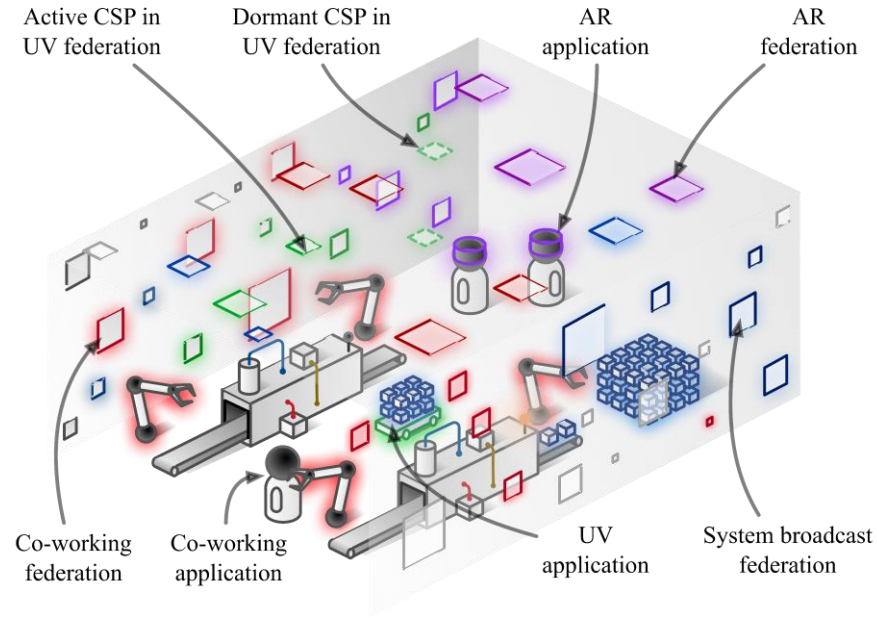 Active CSP in
UV federation
Dormant CSP in
UV federation
AR
application
AR
federation
Co-working
federation
Co-working
application
UV
application
System broadcast
federation